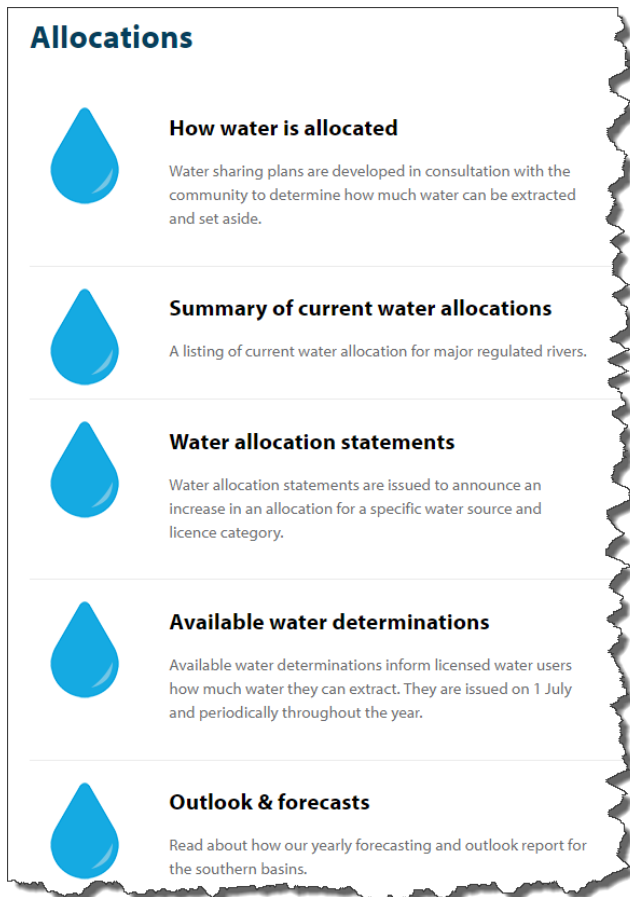 Allocations
How water is allocated
Water sharing plans are developed in consultation with the
community to determine how much water can be extracted
and set aside.
Summary of current water allocations
A listing of current water allocation for major regulated rivers.
Water allocation statements
Water allocation statements are issued to announce an
increase in an allocation for a specific water source and
licence category.
Available water determinations
Available water determinations inform licensed water users
how much water they can extract. They are issued on 1 July
and periodically throughout the year.
Outlook & forecasts
Read about how our yearly forecasting and outlook report for
the southern basins.